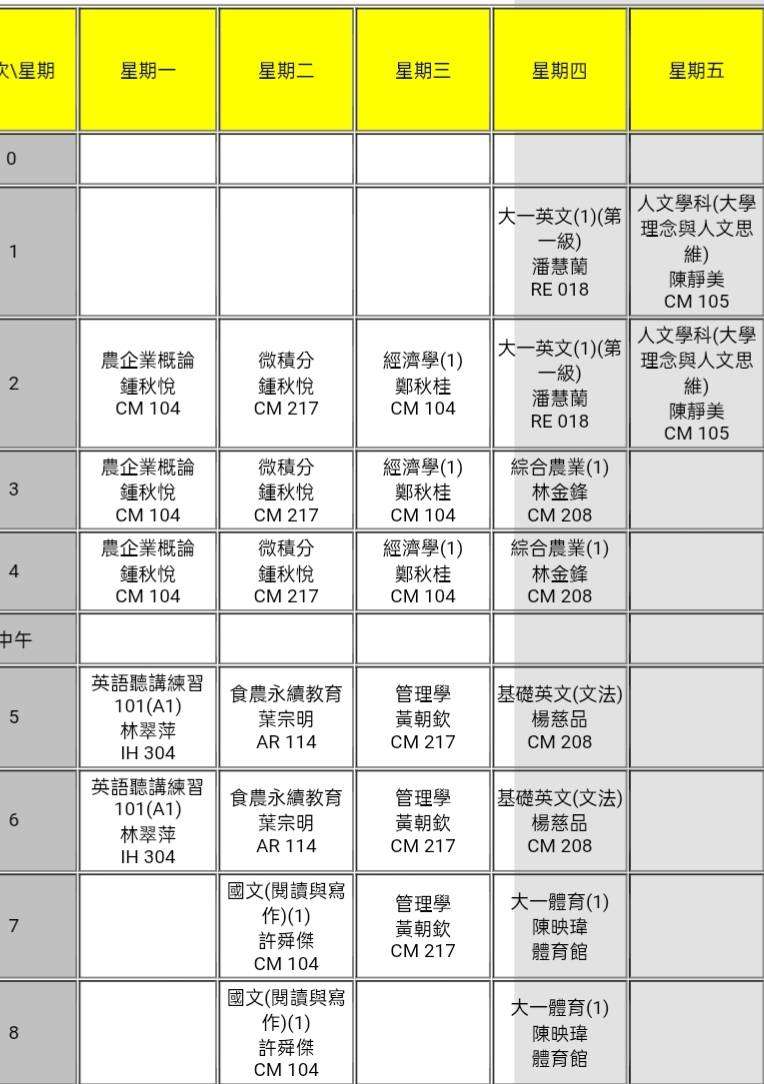 次\星期 星期一 星期二 星期三 星期四 星期五
0
1
大一英文(1)(第
一級)
潘慧蘭
RE 018
人文學科(大學
理念與人文思
維)
陳靜美
CM 105
2
農企業概論
鍾秋悅
CM 104
微積分
鍾秋悅
CM 217
經濟學(1)
鄭秋桂
CM 104
大一英文(1)(第
一級)
潘慧蘭
RE 018
人文學科(大學
理念與人文思
維)
陳靜美
CM 105
3
農企業概論
鍾秋悅
CM 104
微積分
鍾秋悅
CM 217
經濟學(1)
鄭秋桂
CM 104
綜合農業(1)
林金鋒
CM 208
4
農企業概論
鍾秋悅
CM 104
微積分
鍾秋悅
CM 217
經濟學(1)
鄭秋桂
CM 104
綜合農業(1)
林金鋒
CM 208
中午
5
英語聽講練習
101(A1)
林翠萍
IH 304
食農永續教育
葉宗明
AR 114
管理學
黃朝欽
CM 217
基礎英文(文法)
楊慈品
CM 208
6
英語聽講練習
101(A1)
林翠萍
IH 304
食農永續教育
葉宗明
AR 114
管理學
黃朝欽
CM 217
基礎英文(文法)
楊慈品
CM 208
7
國文(閱讀與寫
作)(1)
許舜傑
CM 104
管理學
黃朝欽
CM 217
大一體育(1)
陳映瑋
體育館
8
國文(閱讀與寫
作)(1)
許舜傑
CM 104
大一體育(1)
陳映瑋
體育館